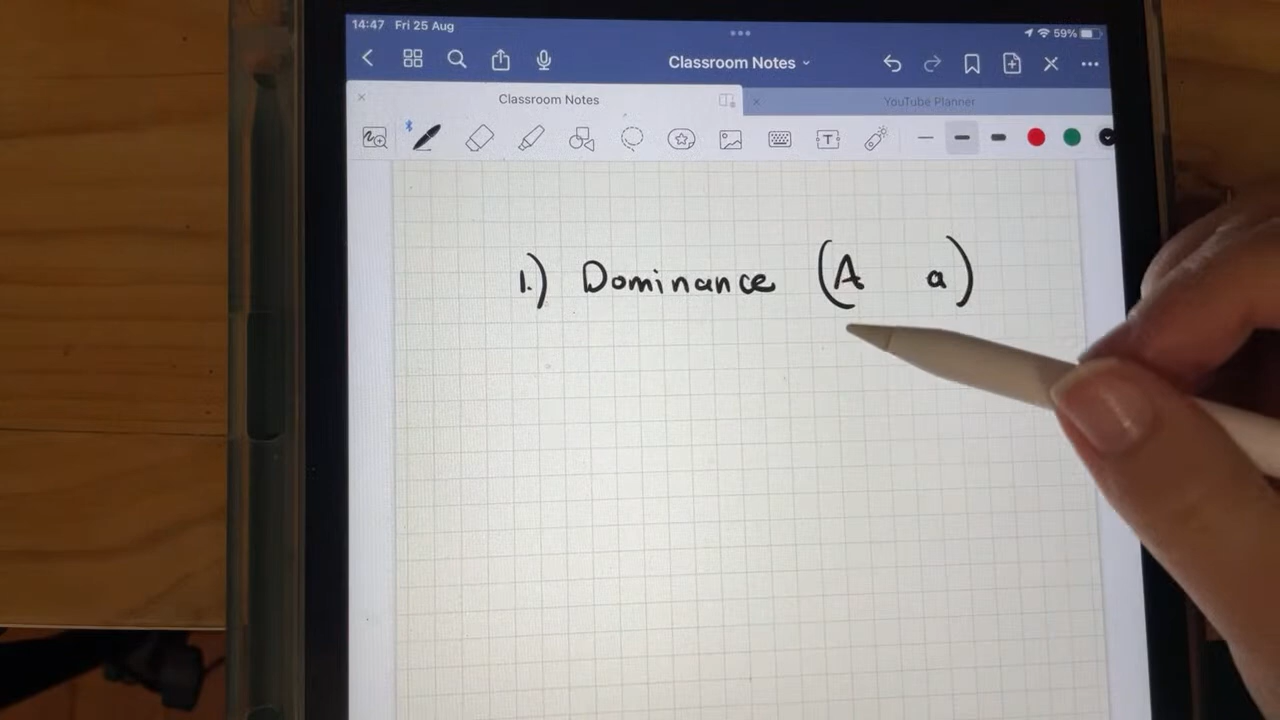 14:47 Fri 25 Aug
59%
Classroom Notes
Classroom Notes
YouTube Planner
T
1.) Dominance (A a)